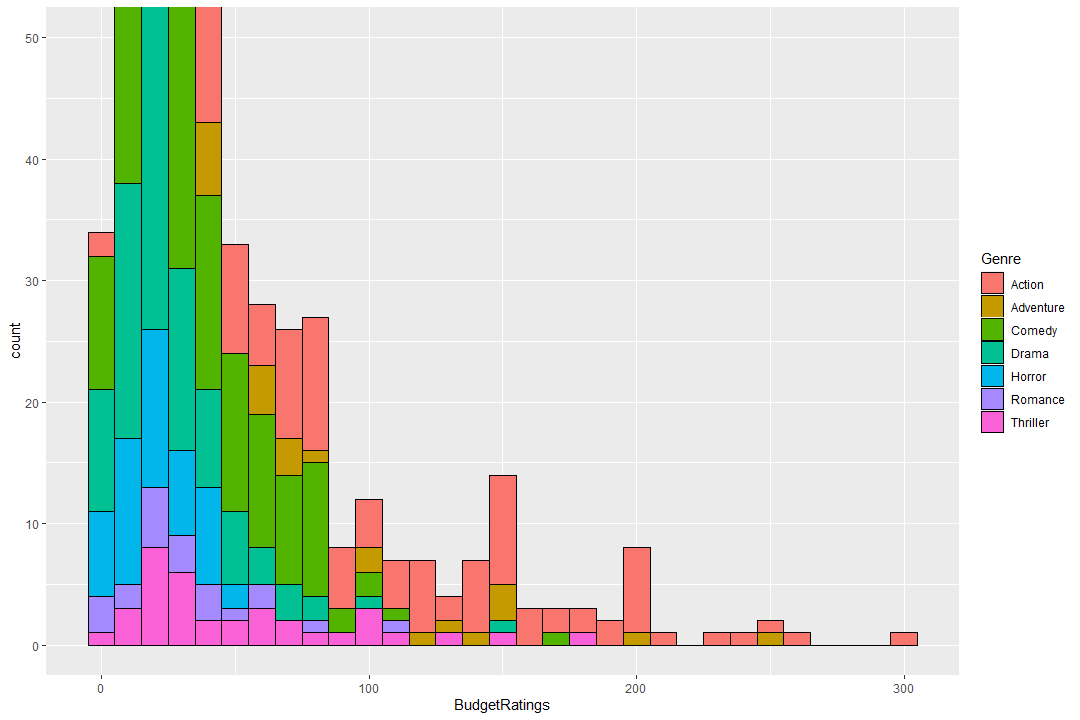 50
40
30
20
10
0
count
0
100
200
300
BudgetRatings
Genre
Action
Adventure
Comedy
Drama
Horror
Romance
Thriller